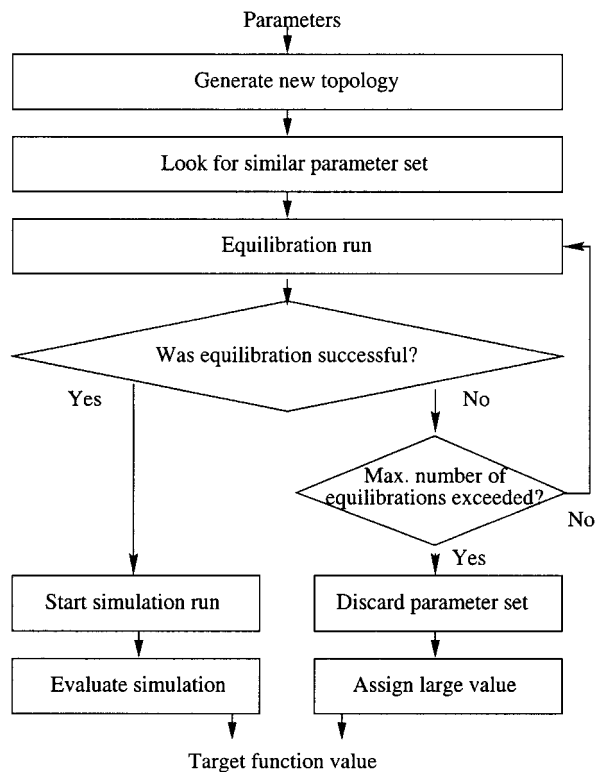 Parameters
Generate new topology
Look for similar parameter set
Equilibration run
Was equilibration successful?
Yes
No
Max. number of
equilibrations exceeded?
No
Yes
Start simulation run
Discard parameter set
Evaluate simulation
Assign large value
Target function value